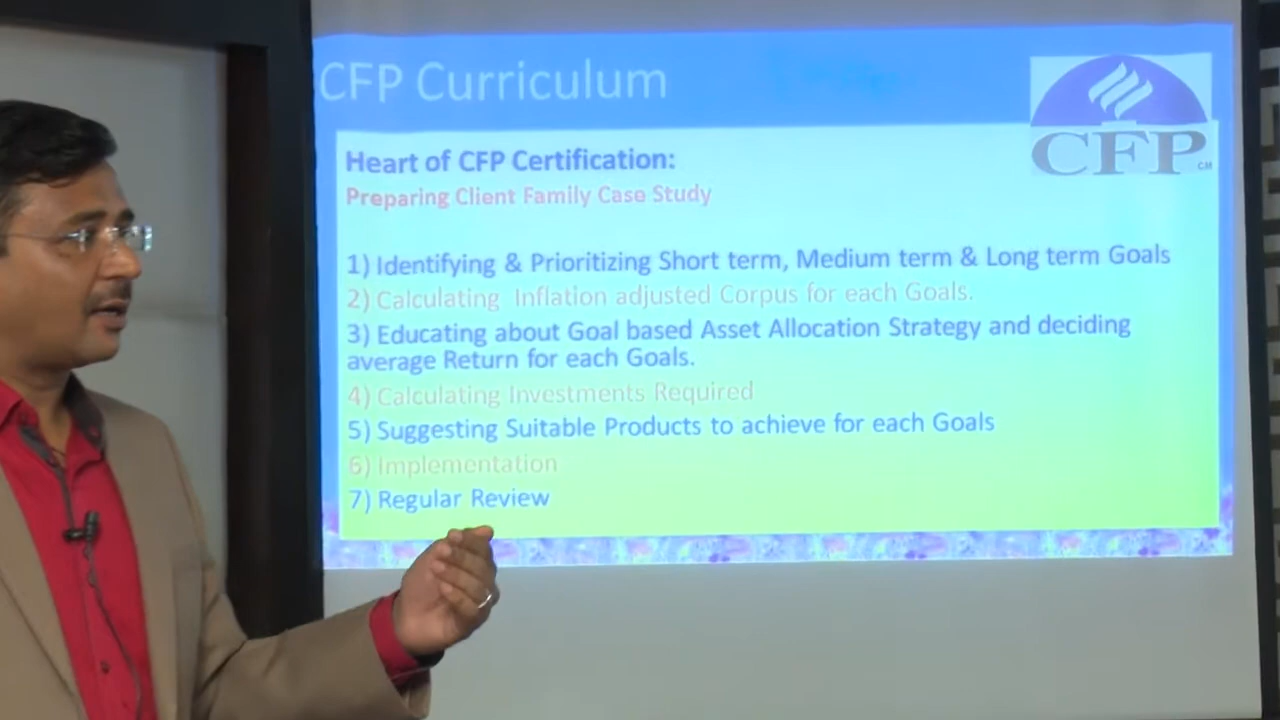 CFP Curriculum
CFP
CM
Heart of CFP Certification:
Preparing Client Family Case Study
1) Identifying & Prioritizing Short term, Medium term & Long term Goals
2) Calculating Inflation adjusted Corpus for each Goals.
3) Educating about Goal based Asset Allocation Strategy and deciding
average Return for each Goals.
4) Calculating Investments Required
5) Suggesting Suitable Products to achieve for each Goals
6) Implementation
7) Regular Review